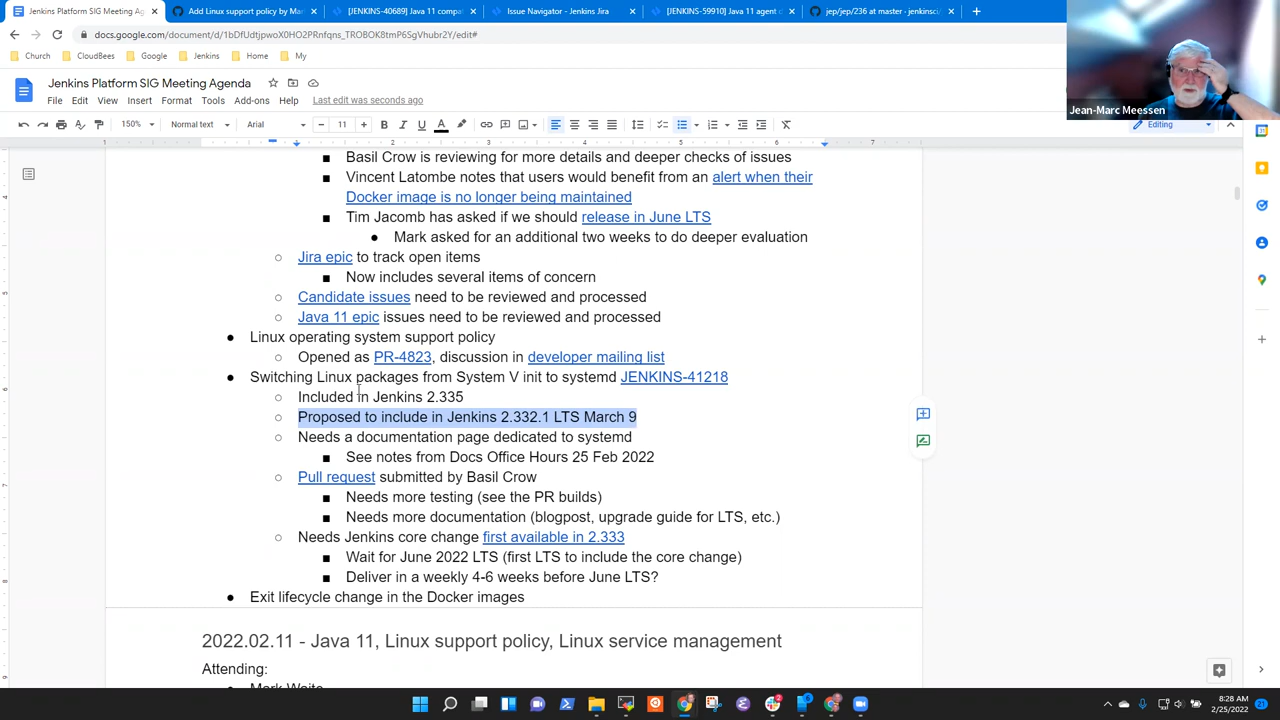 Jenkins Platform SIG Meeting Ag
Add Linux support policy by Mar
[JENKINS-40689] Java 11 compat
Issue Navigator - Jenkins Jira
[JENKINS-59910] Java 11 agent c
jep/jep/236 at master · jenkinsci/
docs.google.com/document/d/1bDfUdtjpwoX0HO2PRnfqns_TROBOK8tmP6SgVhubr2Y/edit#
Church
CloudBees
Google
Jenkins
Home
My
Jenkins Platform SIG Meeting Agenda
File Edit View Insert Format Tools Add-ons Help Last edit was seconds ago
150% Normal text Arial 11 Editing
Jean-Marc Meessen
Basil Crow is reviewing for more details and deeper checks of issues
Vincent Latombe notes that users would benefit from an alert when their
Docker image is no longer being maintained
Tim Jacomb has asked if we should release in June LTS
Mark asked for an additional two weeks to do deeper evaluation
Jira epic to track open items
Now includes several items of concern
Candidate issues need to be reviewed and processed
Java 11 epic issues need to be reviewed and processed
Linux operating system support policy
Opened as PR-4823, discussion in developer mailing list
Switching Linux packages from System V init to systemd JENKINS-41218
Included in Jenkins 2.335
Proposed to include in Jenkins 2.332.1 LTS March 9
Needs a documentation page dedicated to systemd
See notes from Docs Office Hours 25 Feb 2022
Pull request submitted by Basil Crow
Needs more testing (see the PR builds)
Needs more documentation (blogpost, upgrade guide for LTS, etc.)
Needs Jenkins core change first available in 2.333
Wait for June 2022 LTS (first LTS to include the core change)
Deliver in a weekly 4-6 weeks before June LTS?
Exit lifecycle change in the Docker images
2022.02.11 - Java 11, Linux support policy, Linux service management
Attending:
Mark Waite
8:28 AM
2/25/2022